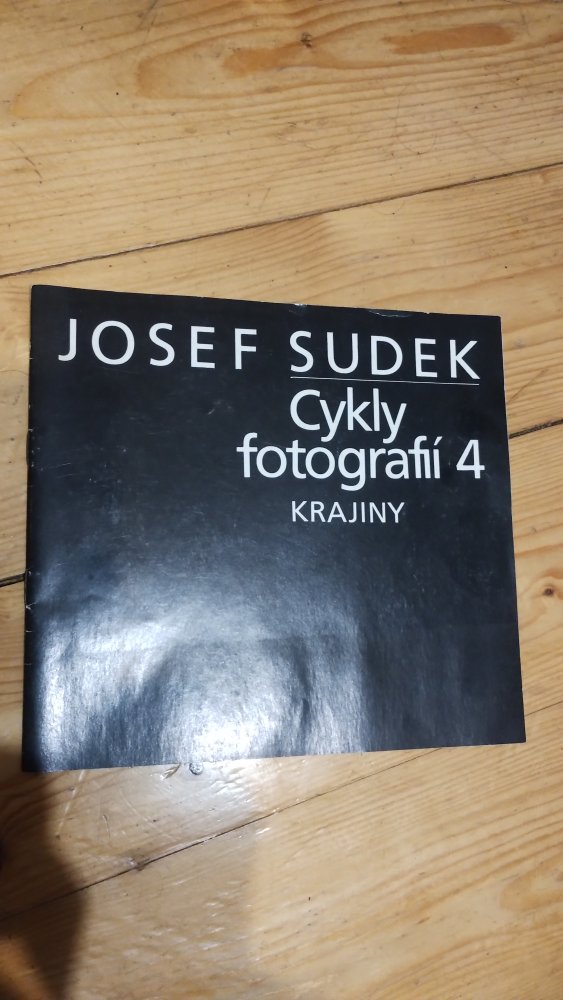 JOSEF SUDEK
Cykly
fotografií 4
KRAJINY